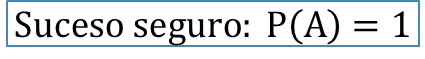 Suceso seguro: P(A) = 1